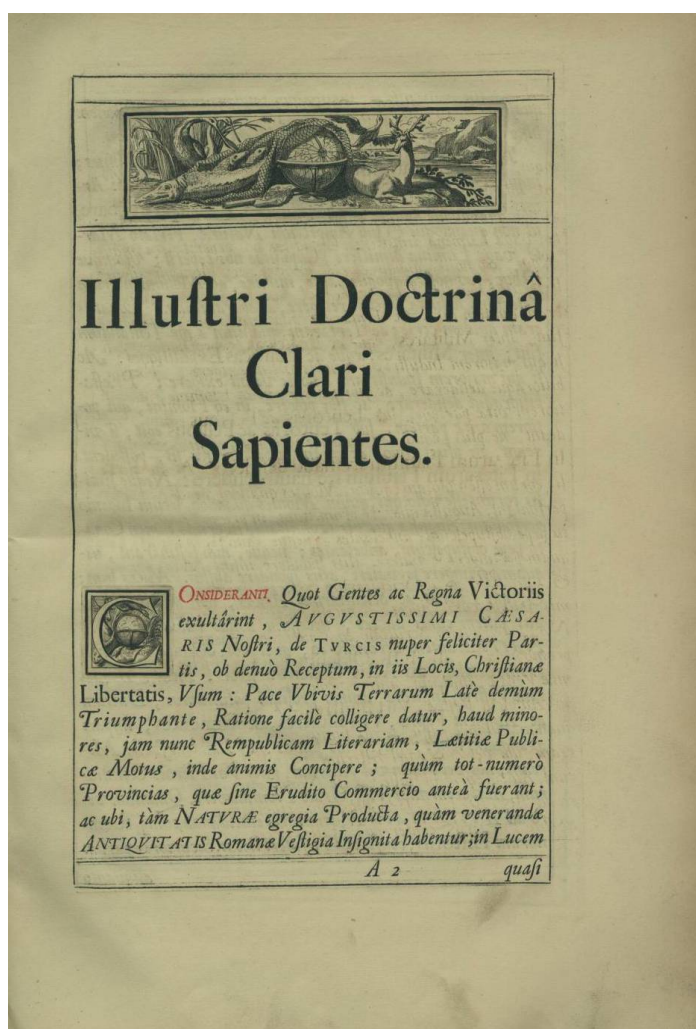 Illuſtri Doctrinâ
Clari
Sapientes.
CONSIDERANTI, Quot Gentes ac Regna Victoriis
exultârint, AVGVSTISSIMI CÆSA-
RIS Noſtri, de TVRCIS nuper feliciter Par-
tis, ob denuò Receptum, in iis Locis, Chriſtianæ
Libertatis, Vſum : Pace Vbivis Terrarum Latè demùm
Triumphante, Ratione facilè colligere datur, haud mino-
res, jam nunc Rempublicam Literariam, Lætitiæ Publi-
cæ Motus, inde animis Concipere ; quùm tot-numerò
Provincias, quæ ſine Erudito Commercio anteà fuerant;
ac ubi, tàm NATVRÆ egregia Producta, quàm venerandæ
ANTIQVITATIS Romanæ Veſtigia Inſignita habentur;in Lucem
A 2 quaſi